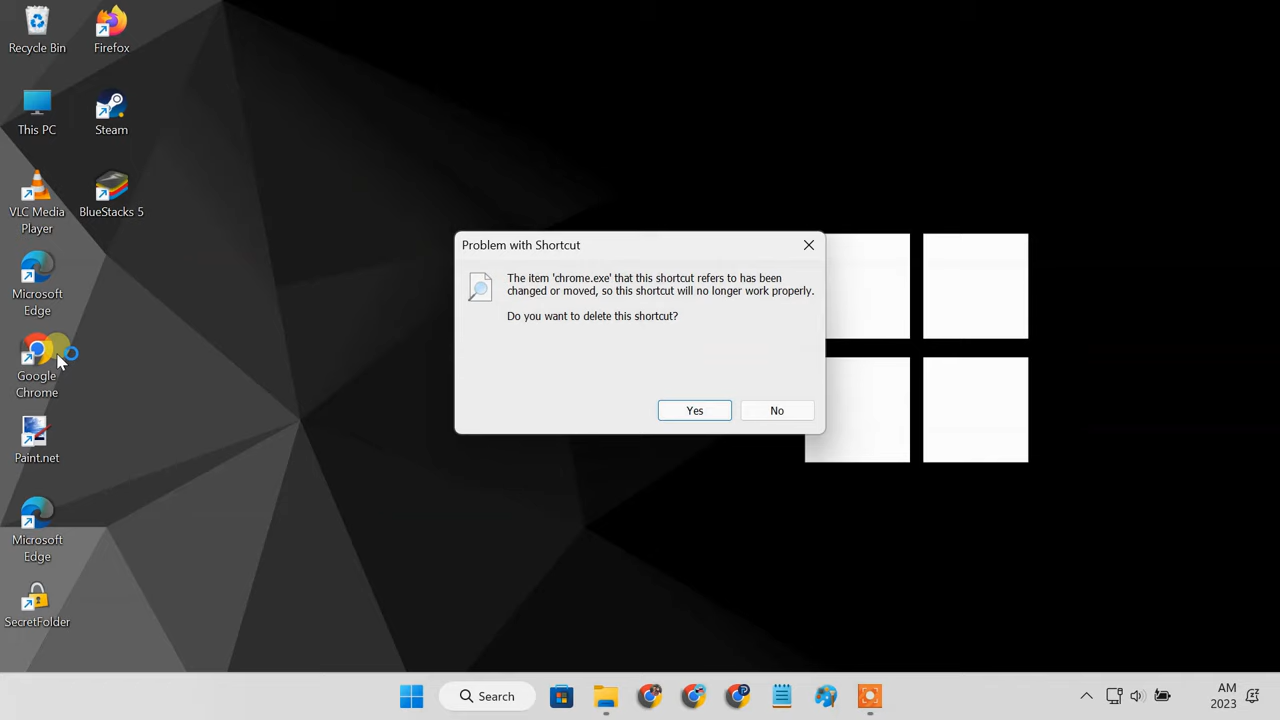 Recycle Bin
Firefox
This PC
Steam
VLC Media
Player
BlueStacks 5
Microsoft
Edge
Google
Chrome
Paint.net
Microsoft
Edge
SecretFolder
Problem with Shortcut
The item 'chrome.exe' that this shortcut refers to has been
changed or moved, so this shortcut will no longer work properly.
Do you want to delete this shortcut?
Yes
No
Search
AM
2023